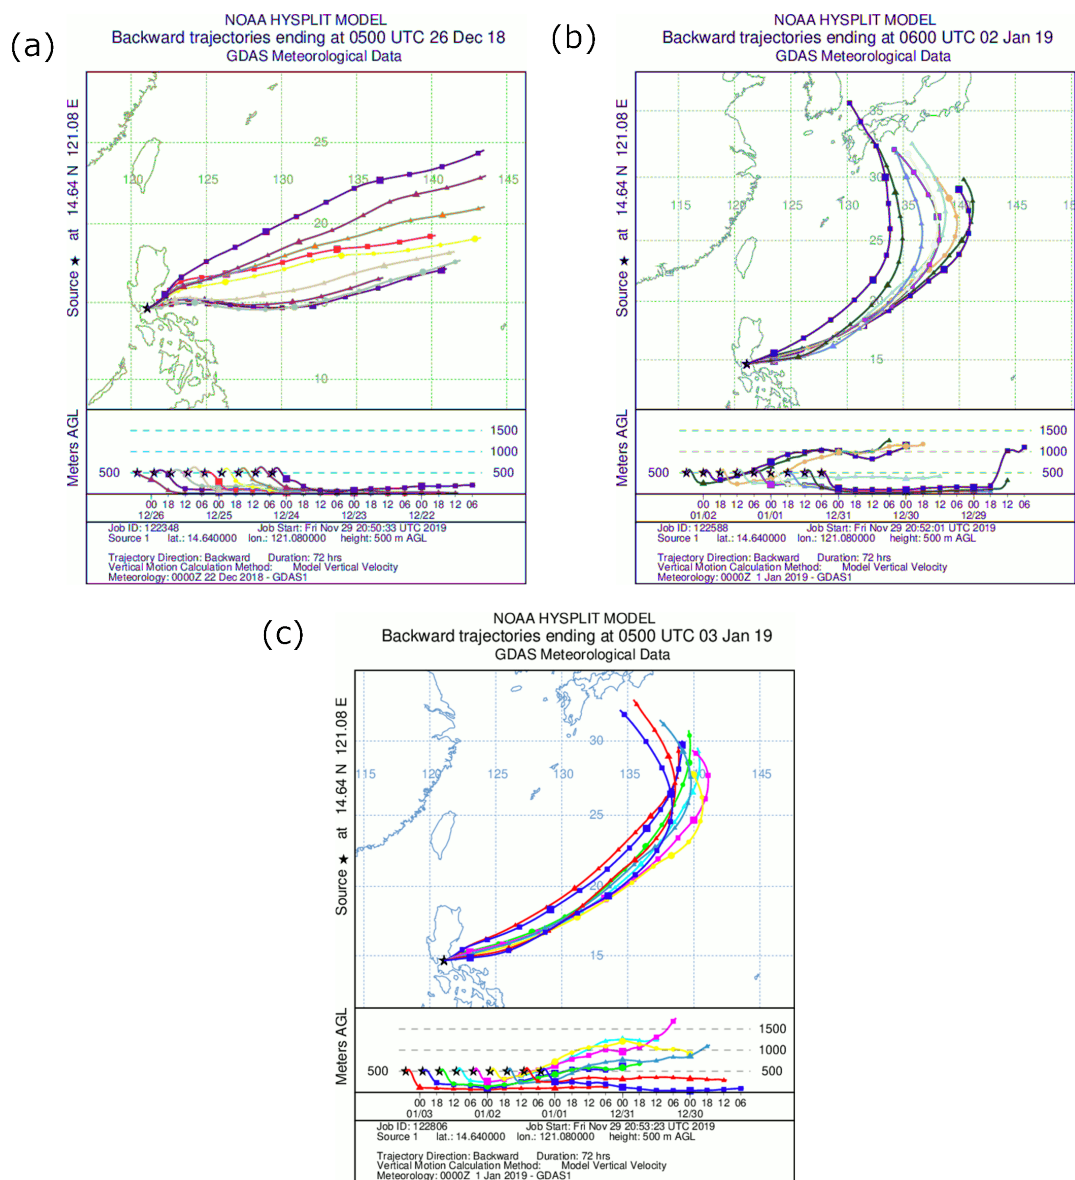 (a)
NOAA HYSPLIT MODEL
Backward trajectories ending at 0500 UTC 26 Dec 18
GDAS Meteorological Data
Source ★ at 14.64 N 121.08 E
25
120 125 130 135 140 145
20
10
Meters AGL
1500
1000
500 500
00 18 12 06 00 18 12 06 00 18 12 06 00 18 12 06 00 18 12 06
12/26 12/25 12/24 12/23 12/22
Job ID: 122348 Job Start: Fri Nov 29 20:50:33 UTC 2019
Source 1 lat.: 14.640000 lon.: 121.080000 height: 500 m AGL
Trajectory Direction: Backward Duration: 72 hrs
Vertical Motion Calculation Method: Model Vertical Velocity
Meteorology: 0000Z 22 Dec 2018 - GDAS1
(b)
NOAA HYSPLIT MODEL
Backward trajectories ending at 0600 UTC 02 Jan 19
GDAS Meteorological Data
Source ★ at 14.64 N 121.08 E
35
30
115 120 125 130 135 140 145 150
25
20
15
Meters AGL
1500
1000
500 500
00 18 12 06 00 18 12 06 00 18 12 06 00 18 12 06 00 18 12 06
01/02 01/01 12/31 12/30 12/29
Job ID: 122588 Job Start: Fri Nov 29 20:52:01 UTC 2019
Source 1 lat.: 14.640000 lon.: 121.080000 height: 500 m AGL
Trajectory Direction: Backward Duration: 72 hrs
Vertical Motion Calculation Method: Model Vertical Velocity
Meteorology: 0000Z 1 Jan 2019 - GDAS1
(c)
NOAA HYSPLIT MODEL
Backward trajectories ending at 0500 UTC 03 Jan 19
GDAS Meteorological Data
Source ★ at 14.64 N 121.08 E
30
115 120 125 130 135 140 145
25
20
15
Meters AGL
1500
1000
500 500
00 18 12 06 00 18 12 06 00 18 12 06 00 18 12 06 00 18 12 06
01/03 01/02 01/01 12/31 12/30
Job ID: 122806 Job Start: Fri Nov 29 20:53:23 UTC 2019
Source 1 lat.: 14.640000 lon.: 121.080000 height: 500 m AGL
Trajectory Direction: Backward Duration: 72 hrs
Vertical Motion Calculation Method: Model Vertical Velocity
Meteorology: 0000Z 1 Jan 2019 - GDAS1